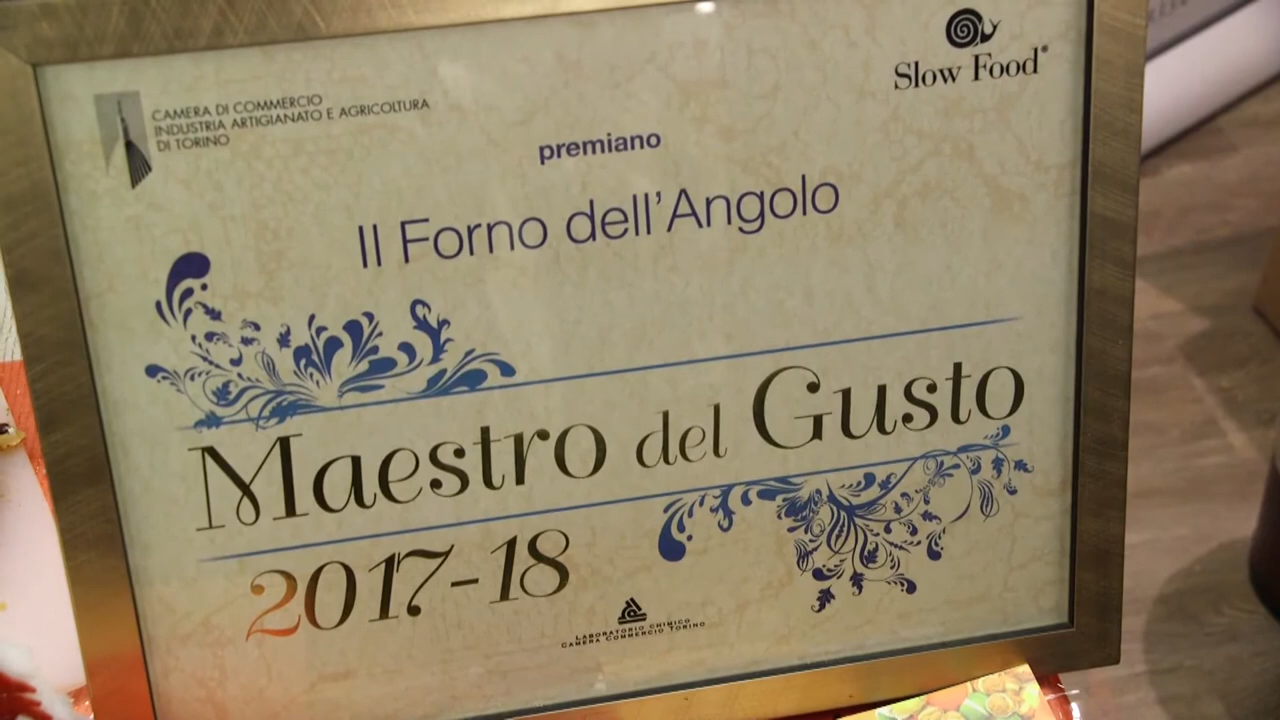 CAMERA DI COMMERCIO
INDUSTRIA ARTIGIANATO E AGRICOLTURA
DI TORINO
Slow Food®
premiano
Il Forno dell'Angolo
Maestro del Gusto
2017-18
LABORATORIO CHIMICO
CAMERA COMMERCIO TORINO